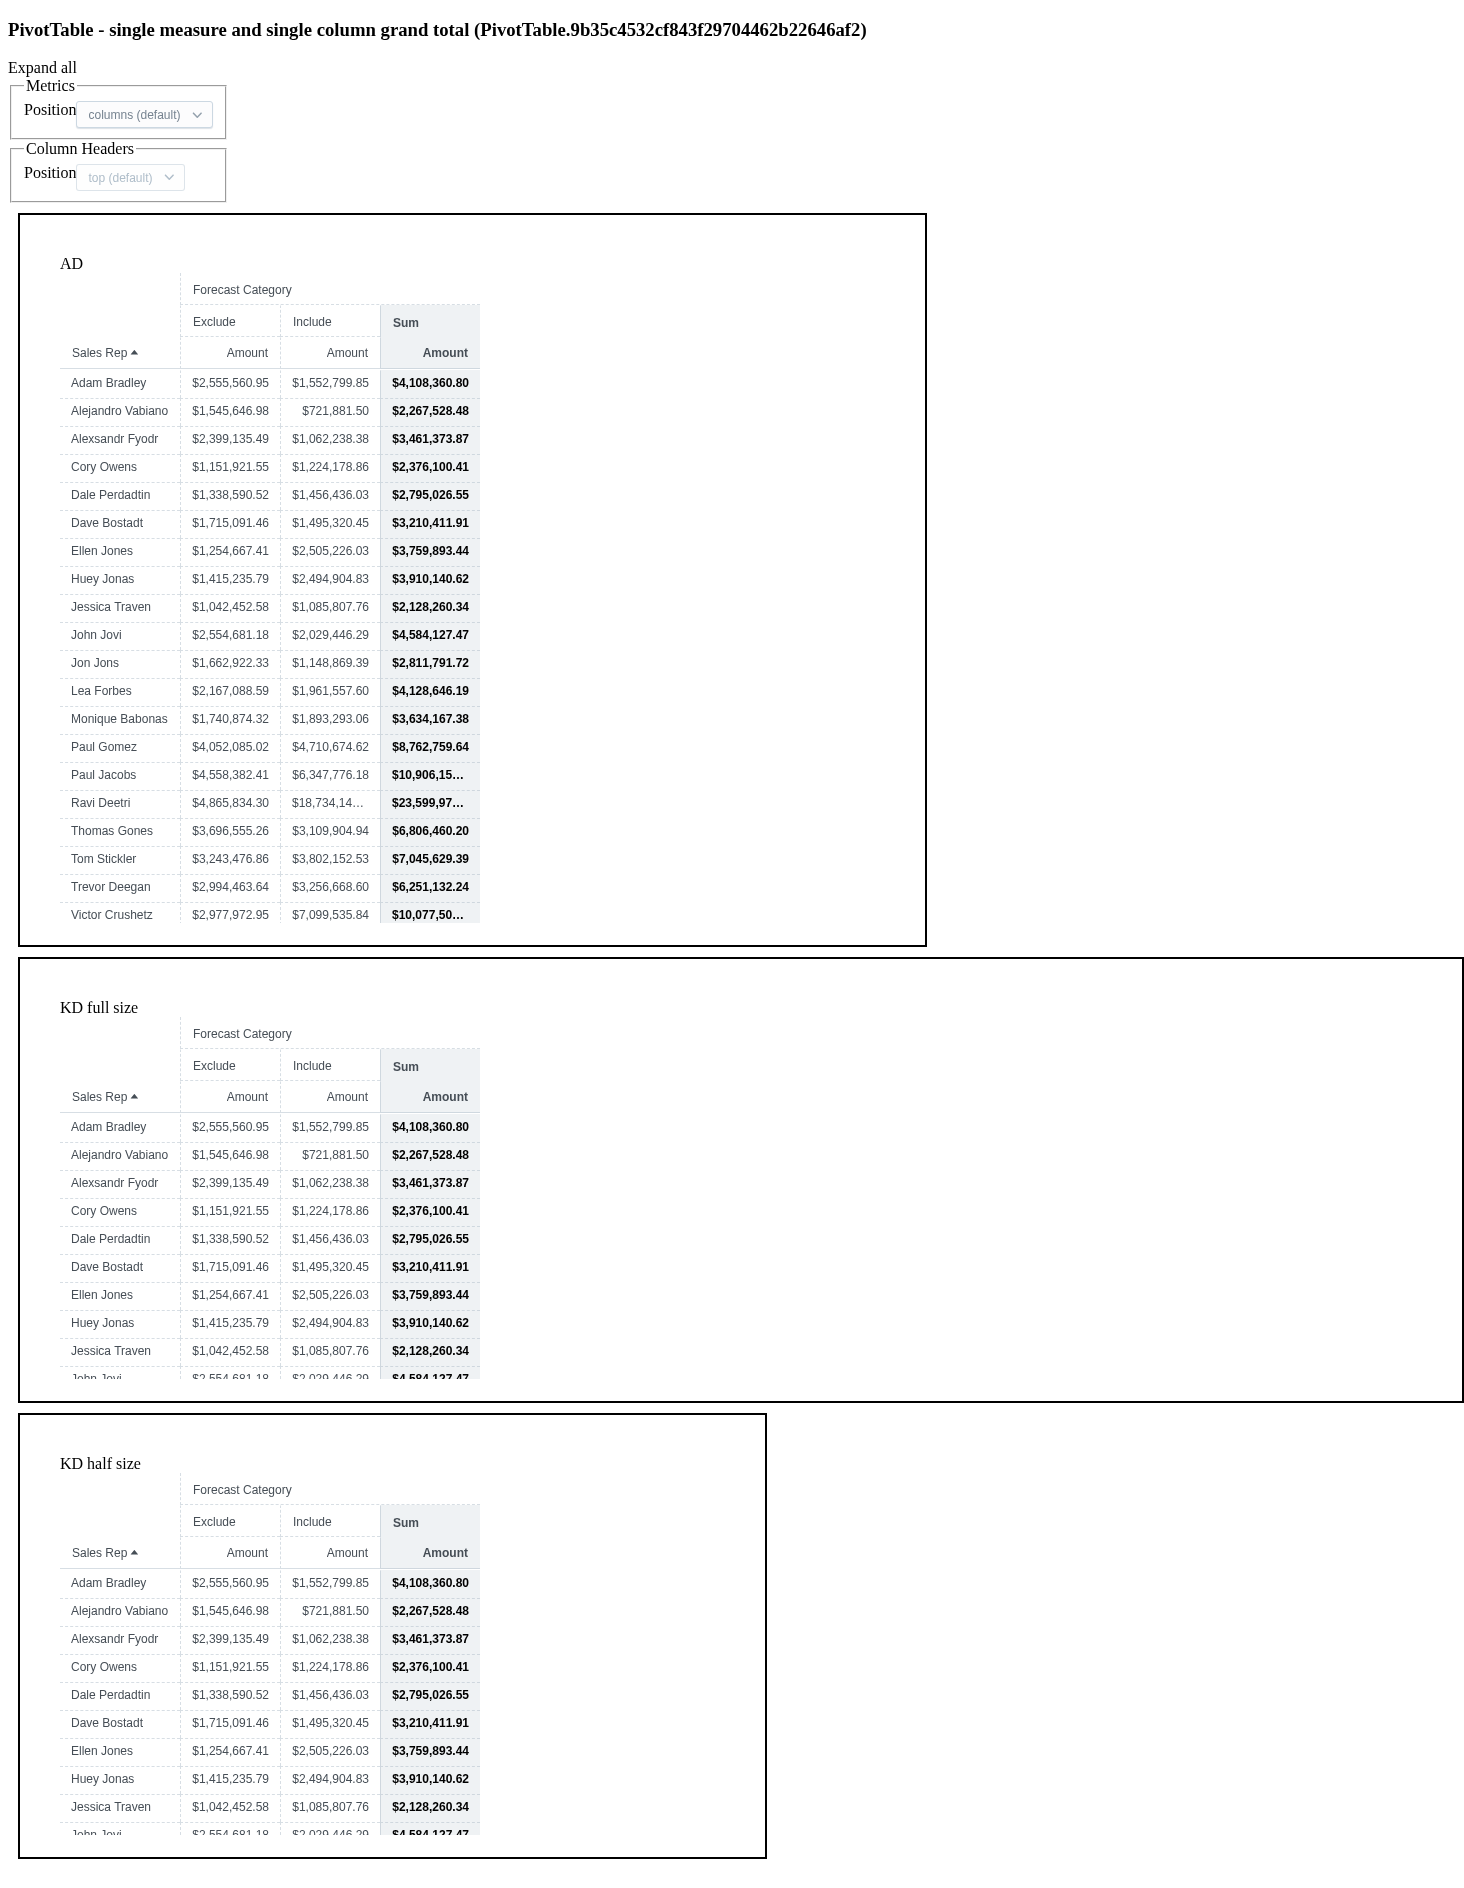 PivotTable - single measure and single column grand total (PivotTable.9b35c4532cf843f29704462b22646af2)
Expand all
Metrics
Position columns (default)
Column Headers
Position top (default)
AD
Forecast Category
Exclude Include Sum
Sales Rep Amount Amount Amount
Adam Bradley $2,555,560.95 $1,552,799.85 $4,108,360.80
Alejandro Vabiano $1,545,646.98 $721,881.50 $2,267,528.48
Alexsandr Fyodr $2,399,135.49 $1,062,238.38 $3,461,373.87
Cory Owens $1,151,921.55 $1,224,178.86 $2,376,100.41
Dale Perdadtin $1,338,590.52 $1,456,436.03 $2,795,026.55
Dave Bostadt $1,715,091.46 $1,495,320.45 $3,210,411.91
Ellen Jones $1,254,667.41 $2,505,226.03 $3,759,893.44
Huey Jonas $1,415,235.79 $2,494,904.83 $3,910,140.62
Jessica Traven $1,042,452.58 $1,085,807.76 $2,128,260.34
John Jovi $2,554,681.18 $2,029,446.29 $4,584,127.47
Jon Jons $1,662,922.33 $1,148,869.39 $2,811,791.72
Lea Forbes $2,167,088.59 $1,961,557.60 $4,128,646.19
Monique Babonas $1,740,874.32 $1,893,293.06 $3,634,167.38
Paul Gomez $4,052,085.02 $4,710,674.62 $8,762,759.64
Paul Jacobs $4,558,382.41 $6,347,776.18 $10,906,15…
Ravi Deetri $4,865,834.30 $18,734,14… $23,599,97…
Thomas Gones $3,696,555.26 $3,109,904.94 $6,806,460.20
Tom Stickler $3,243,476.86 $3,802,152.53 $7,045,629.39
Trevor Deegan $2,994,463.64 $3,256,668.60 $6,251,132.24
Victor Crushetz $2,977,972.95 $7,099,535.84 $10,077,50…
KD full size
Forecast Category
Exclude Include Sum
Sales Rep Amount Amount Amount
Adam Bradley $2,555,560.95 $1,552,799.85 $4,108,360.80
Alejandro Vabiano $1,545,646.98 $721,881.50 $2,267,528.48
Alexsandr Fyodr $2,399,135.49 $1,062,238.38 $3,461,373.87
Cory Owens $1,151,921.55 $1,224,178.86 $2,376,100.41
Dale Perdadtin $1,338,590.52 $1,456,436.03 $2,795,026.55
Dave Bostadt $1,715,091.46 $1,495,320.45 $3,210,411.91
Ellen Jones $1,254,667.41 $2,505,226.03 $3,759,893.44
Huey Jonas $1,415,235.79 $2,494,904.83 $3,910,140.62
Jessica Traven $1,042,452.58 $1,085,807.76 $2,128,260.34
John Jovi $2,554,681.18 $2,029,446.29 $4,584,127.47
KD half size
Forecast Category
Exclude Include Sum
Sales Rep Amount Amount Amount
Adam Bradley $2,555,560.95 $1,552,799.85 $4,108,360.80
Alejandro Vabiano $1,545,646.98 $721,881.50 $2,267,528.48
Alexsandr Fyodr $2,399,135.49 $1,062,238.38 $3,461,373.87
Cory Owens $1,151,921.55 $1,224,178.86 $2,376,100.41
Dale Perdadtin $1,338,590.52 $1,456,436.03 $2,795,026.55
Dave Bostadt $1,715,091.46 $1,495,320.45 $3,210,411.91
Ellen Jones $1,254,667.41 $2,505,226.03 $3,759,893.44
Huey Jonas $1,415,235.79 $2,494,904.83 $3,910,140.62
Jessica Traven $1,042,452.58 $1,085,807.76 $2,128,260.34
John Jovi $2,554,681.18 $2,029,446.29 $4,584,127.47